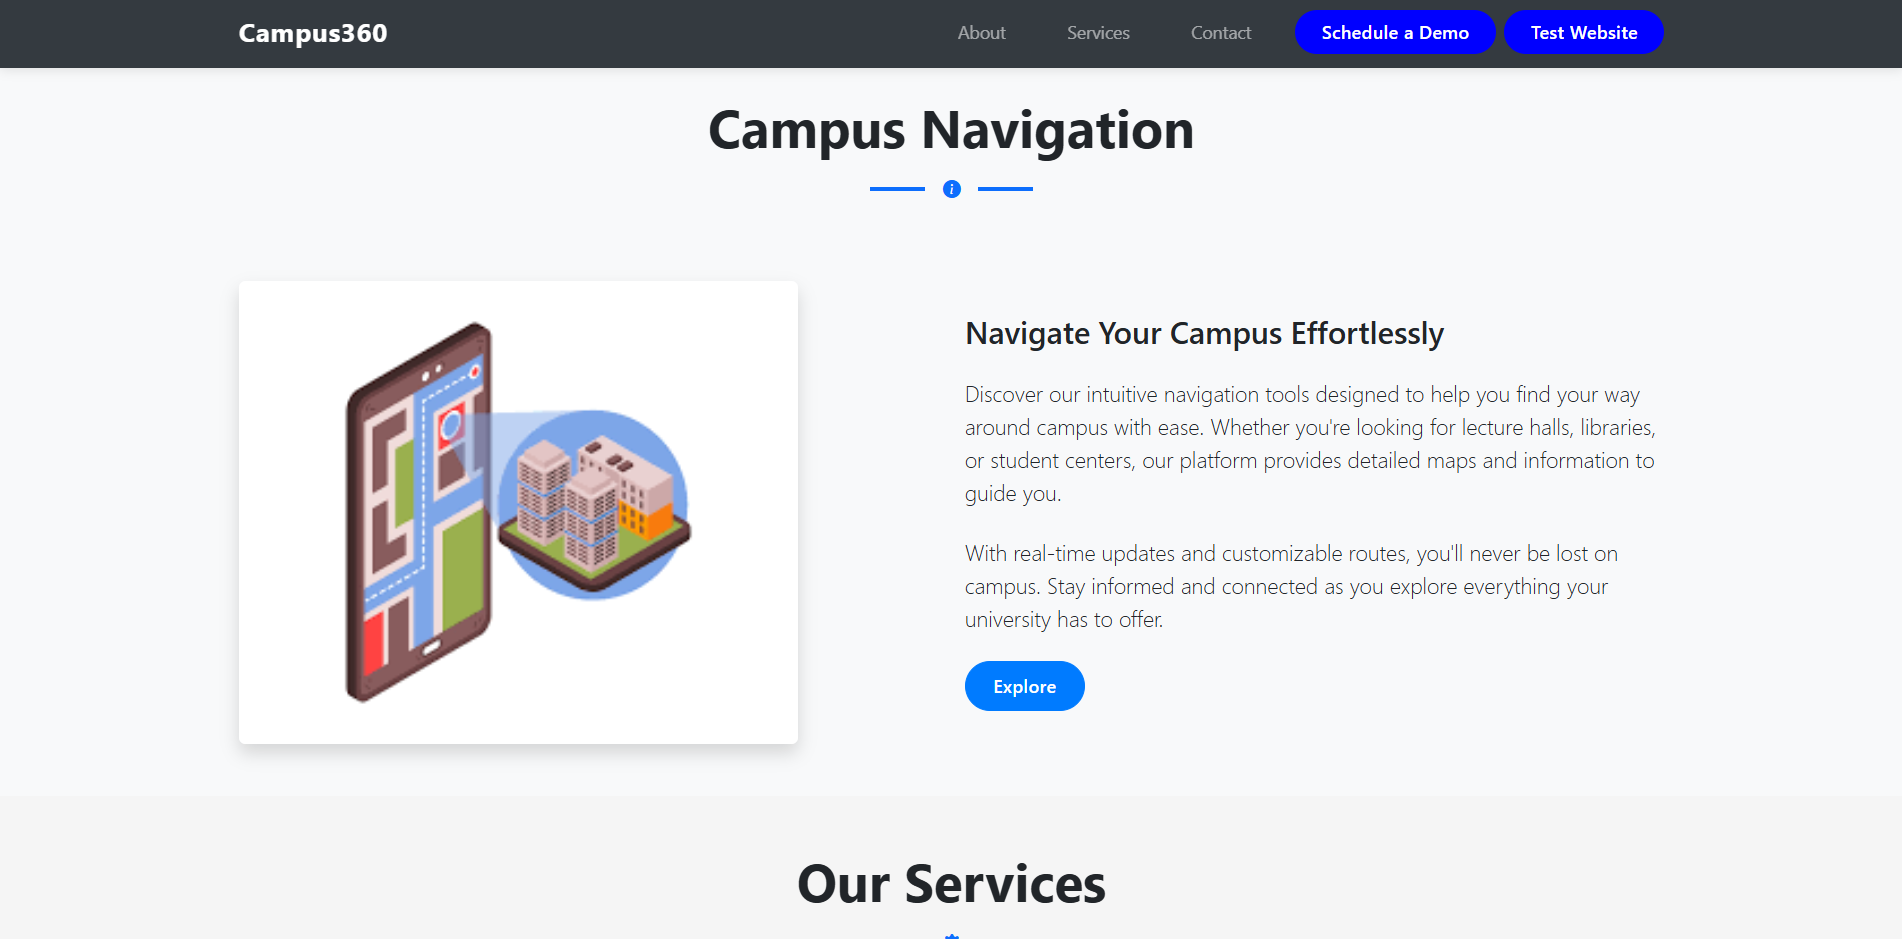 Campus360
About
Services
Contact
Schedule a Demo
Test Website
Campus Navigation
i
Navigate Your Campus Effortlessly
Discover our intuitive navigation tools designed to help you find your way
around campus with ease. Whether you're looking for lecture halls, libraries,
or student centers, our platform provides detailed maps and information to
guide you.
With real-time updates and customizable routes, you'll never be lost on
campus. Stay informed and connected as you explore everything your
university has to offer.
Explore
Our Services